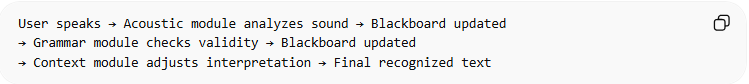 User speaks → Acoustic module analyzes sound → Blackboard updated
→ Grammar module checks validity → Blackboard updated
→ Context module adjusts interpretation → Final recognized text